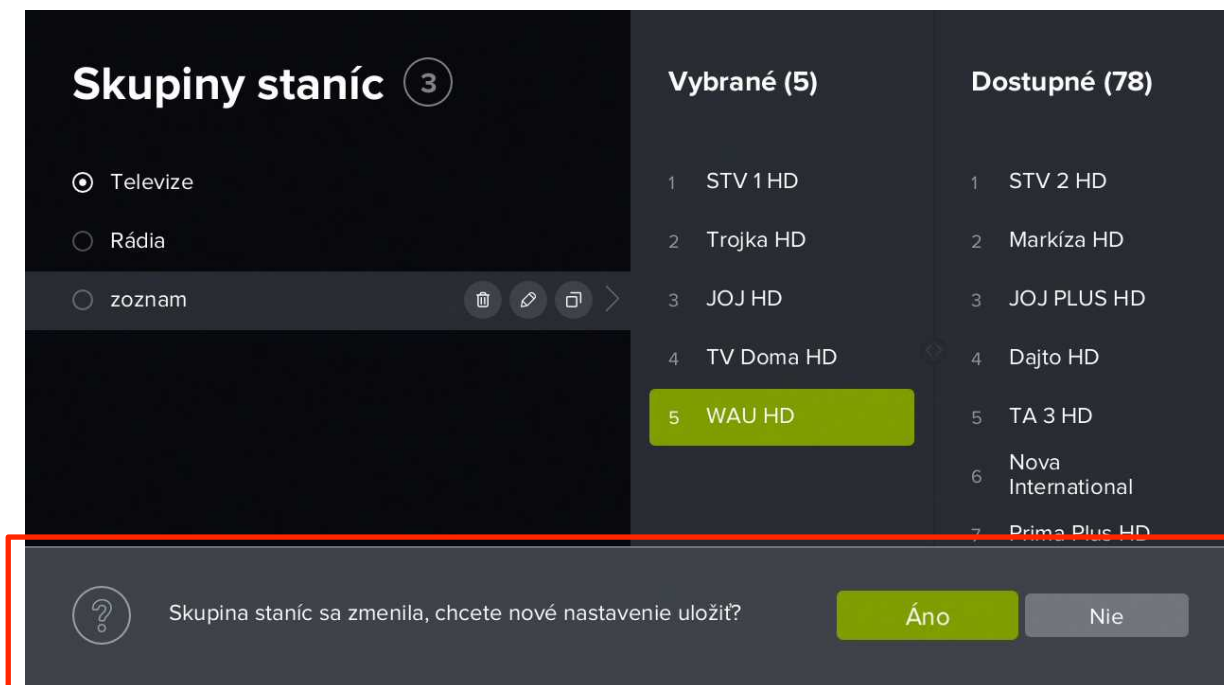 Skupiny staníc 3
Televize
Rádia
zoznam
Vybrané (5)
1 STV 1 HD
2 Trojka HD
3 JOJ HD
4 TV Doma HD
5 WAU HD
Dostupné (78)
1 STV 2 HD
2 Markíza HD
3 JOJ PLUS HD
4 Dajto HD
5 TA 3 HD
6 Nova
International
7 Prima Plus HD
? Skupina staníc sa zmenila, chcete nové nastavenie uložiť?
Áno
Nie